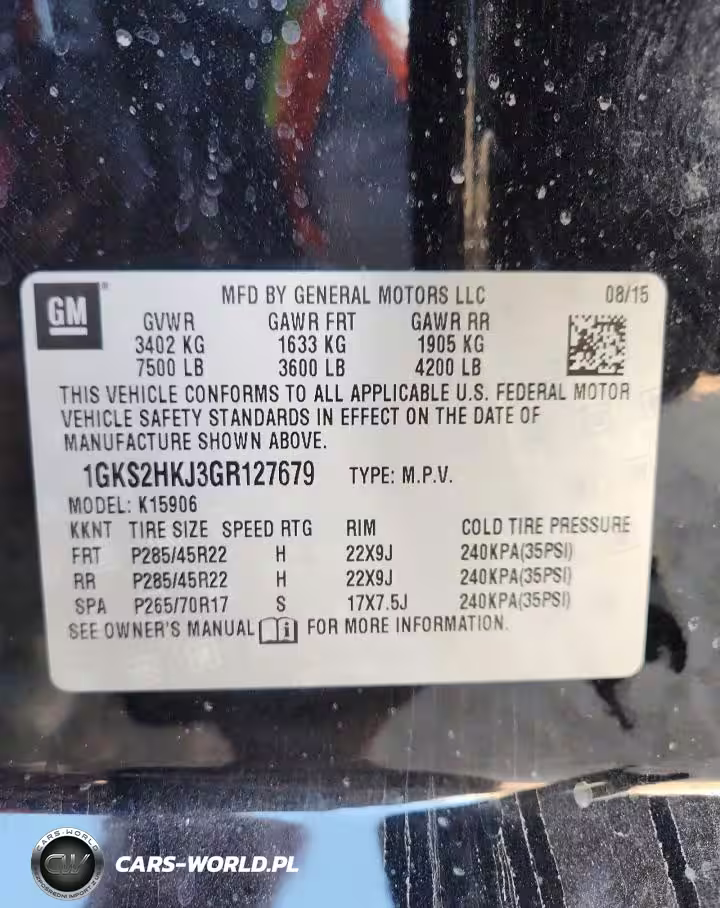 GM
MFD BY GENERAL MOTORS LLC 08/15
GVWR GAWR FRT GAWR RR
3402 KG 1633 KG 1905 KG
7500 LB 3600 LB 4200 LB
THIS VEHICLE CONFORMS TO ALL APPLICABLE U.S. FEDERAL MOTOR
VEHICLE SAFETY STANDARDS IN EFFECT ON THE DATE OF
MANUFACTURE SHOWN ABOVE.
1GKS2HKJ3GR127679 TYPE: M.P.V.
MODEL: K15906
KKNT TIRE SIZE SPEED RTG RIM COLD TIRE PRESSURE
FRT P285/45R22 H 22X9J 240KPA(35PSI)
RR P285/45R22 H 22X9J 240KPA(35PSI)
SPA P265/70R17 S 17X7.5J 240KPA(35PSI)
SEE OWNER'S MANUAL FOR MORE INFORMATION.
CARS-WORLD
CW
CARS-WORLD.PL